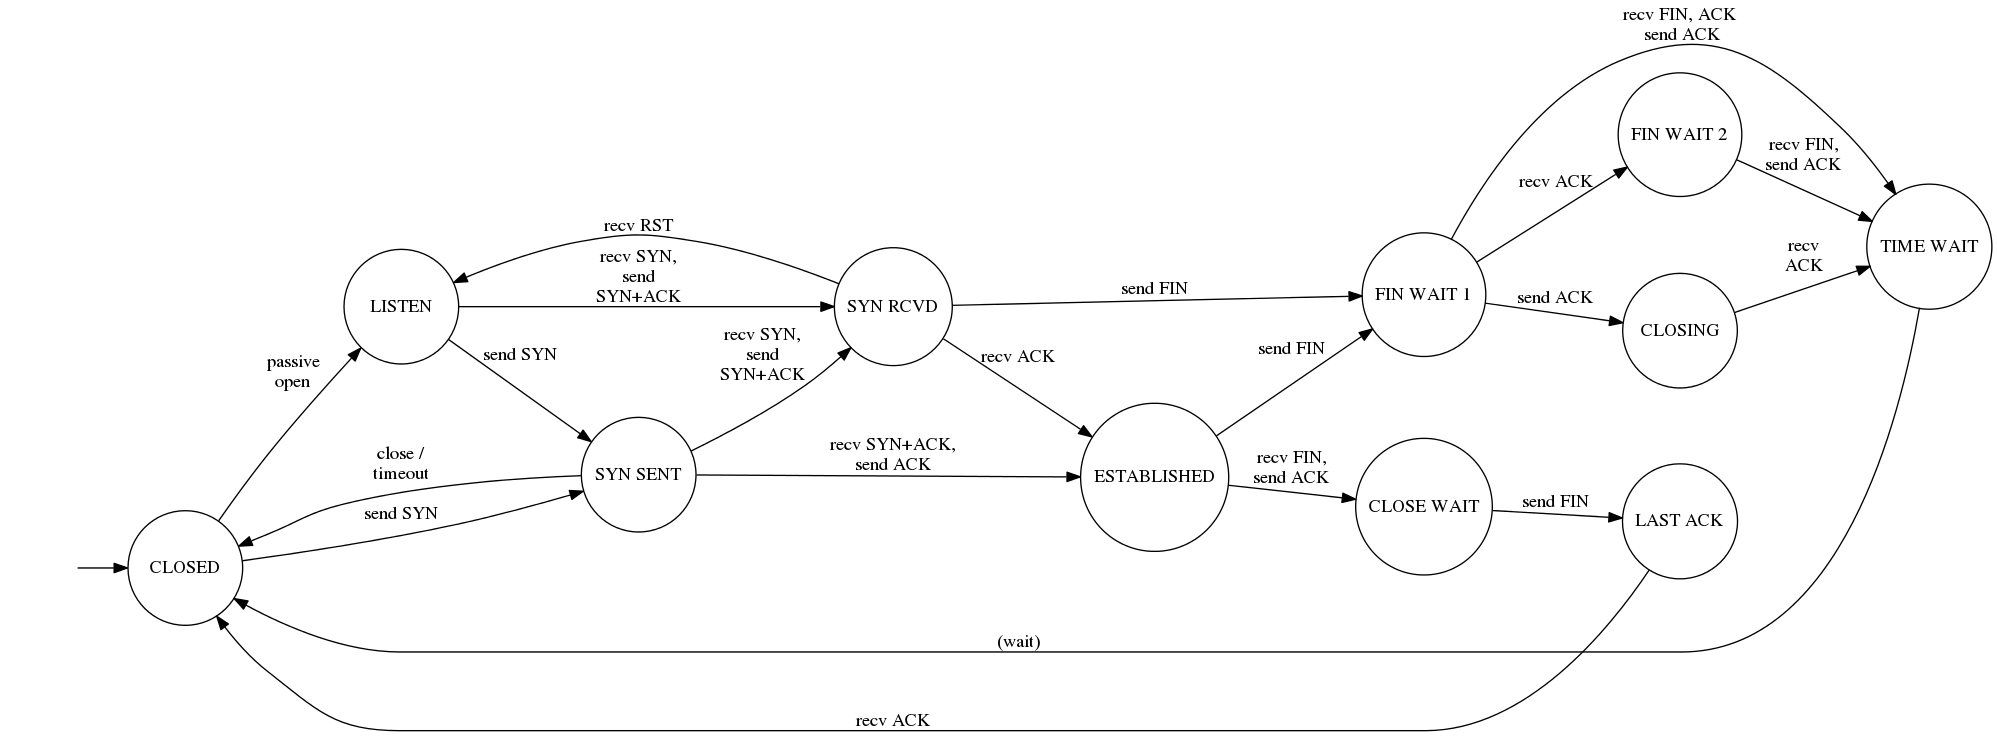 recv FIN, ACK
send ACK
FIN WAIT 2
recv FIN,
send ACK
recv ACK
TIME WAIT
recv
ACK
recv RST
recv SYN,
send
SYN+ACK
LISTEN
SYN RCVD
send FIN
FIN WAIT 1
send ACK
CLOSING
recv SYN,
send
SYN+ACK
send SYN
recv ACK
send FIN
passive
open
close /
timeout
SYN SENT
recv SYN+ACK,
send ACK
ESTABLISHED
recv FIN,
send ACK
CLOSE WAIT
send FIN
LAST ACK
send SYN
CLOSED
(wait)
recv ACK